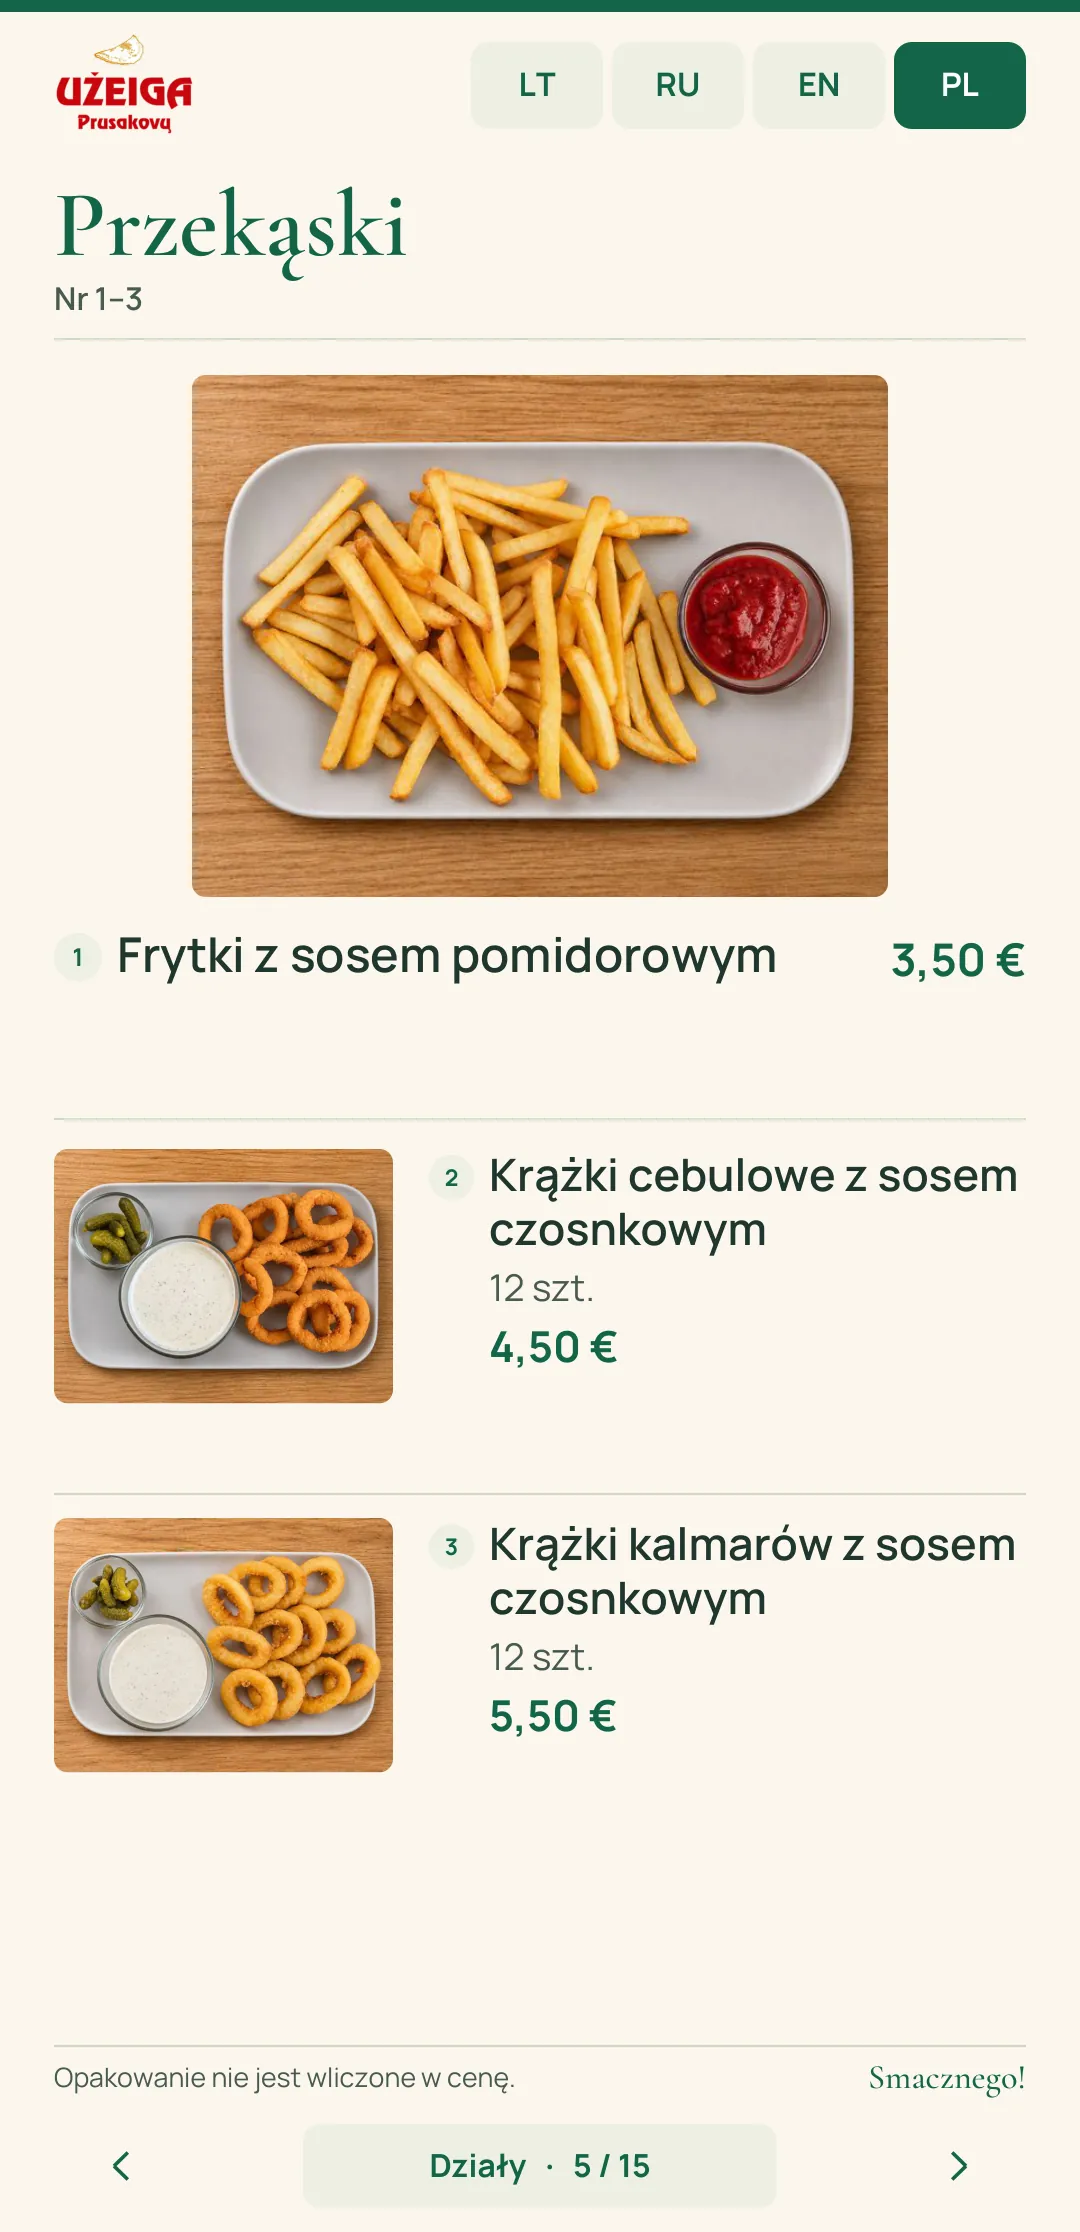 UŽEIGA
Prusakovų
LT
RU
EN
PL
Przekąski
Nr 1–3
1
Frytki z sosem pomidorowym
3,50 €
2
Krążki cebulowe z sosem
czosnkowym
12 szt.
4,50 €
3
Krążki kalmarów z sosem
czosnkowym
12 szt.
5,50 €
Opakowanie nie jest wliczone w cenę.
Smacznego!
Działy · 5 / 15